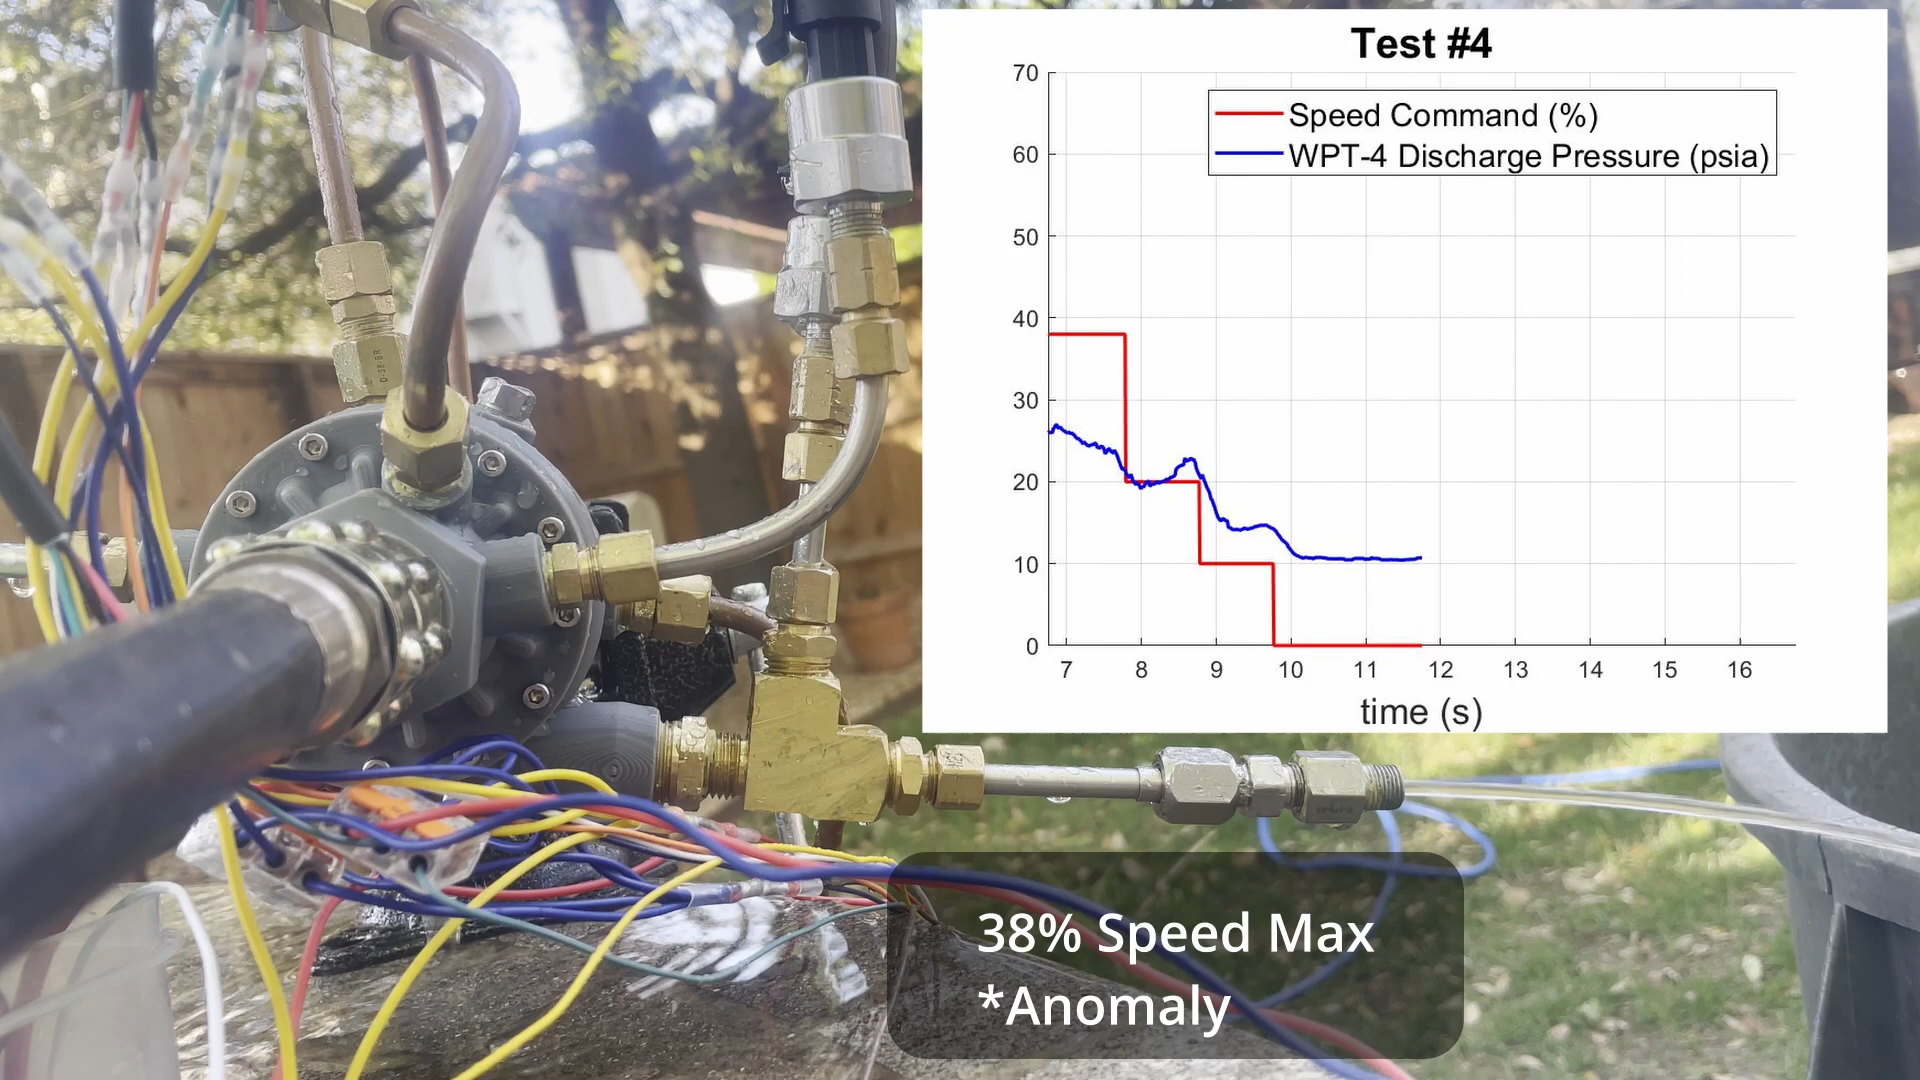 Test #4
70
60
50
40
30
20
10
0
Speed Command (%)
WPT-4 Discharge Pressure (psia)
7 8 9 10 11 12 13 14 15 16
time (s)
38% Speed Max
*Anomaly